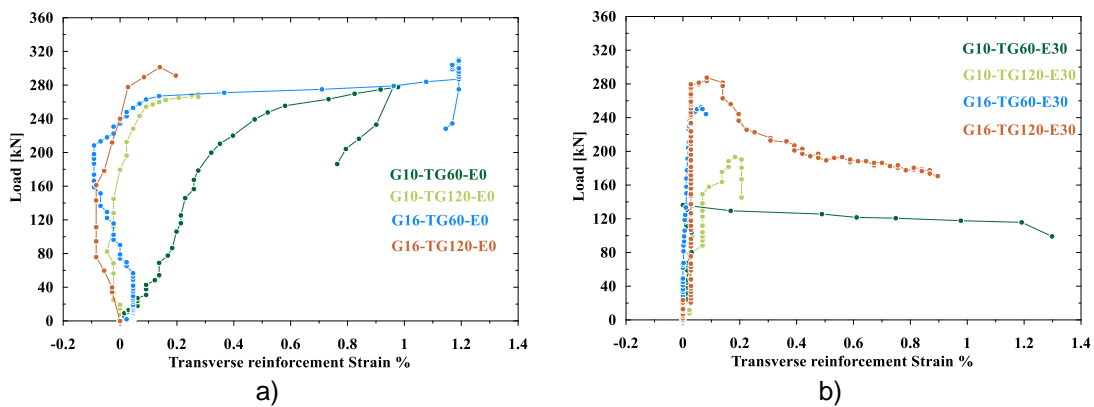 360
320
280
240
200
160
120
80
40
0
Load [kN]
-0.2 0 0.2 0.4 0.6 0.8 1 1.2 1.4
Transverse reinforcement Strain %
G10-TG60-E0
G10-TG120-E0
G16-TG60-E0
G16-TG120-E0
a)
360
320
280
240
200
160
120
80
40
0
Load [kN]
-0.2 0 0.2 0.4 0.6 0.8 1 1.2 1.4
Transverse reinforcement Strain %
G10-TG60-E30
G10-TG120-E30
G16-TG60-E30
G16-TG120-E30
b)